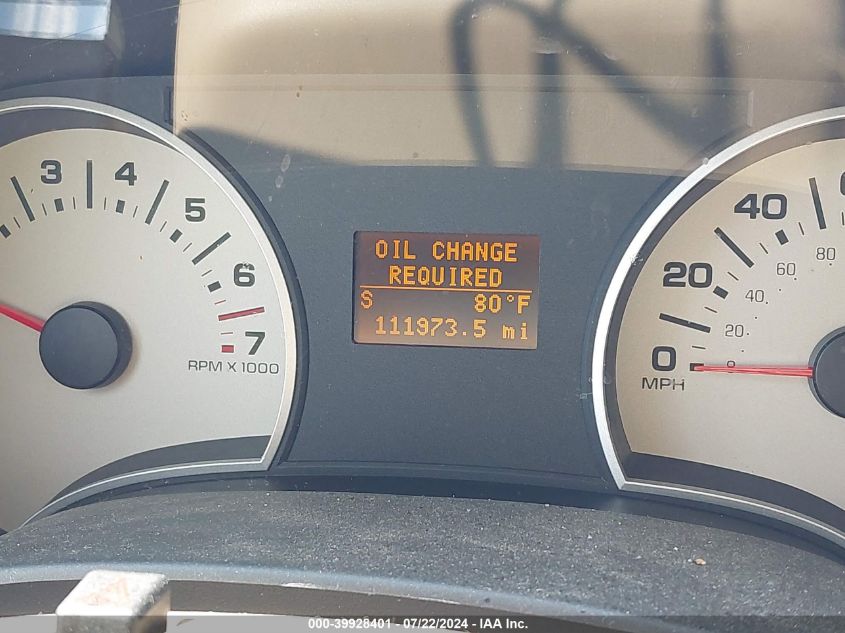 3 4 5 6 7
RPM X 1000
OIL CHANGE
REQUIRED
S 80°F
111973.5 mi
0 20 40
0 20 40 60 80
MPH
000-39928401 - 07/22/2024 - IAA Inc.